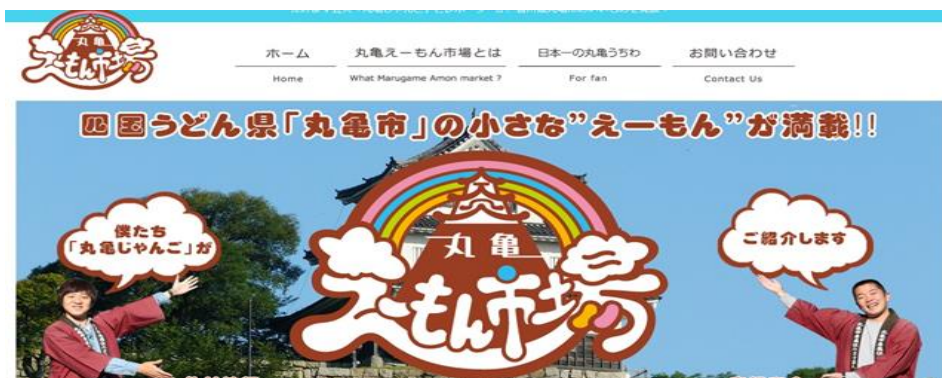 丸亀
えーもん市場
ホーム
丸亀えーもん市場とは
日本一の丸亀うちわ
お問い合わせ
Home
What Marugame Amon market ?
For fan
Contact Us
四国うどん県「丸亀市」の小さな”えーもん”が満載!!
僕たち
「丸亀じゃんご」が
丸亀
えーもん市場
ご紹介します